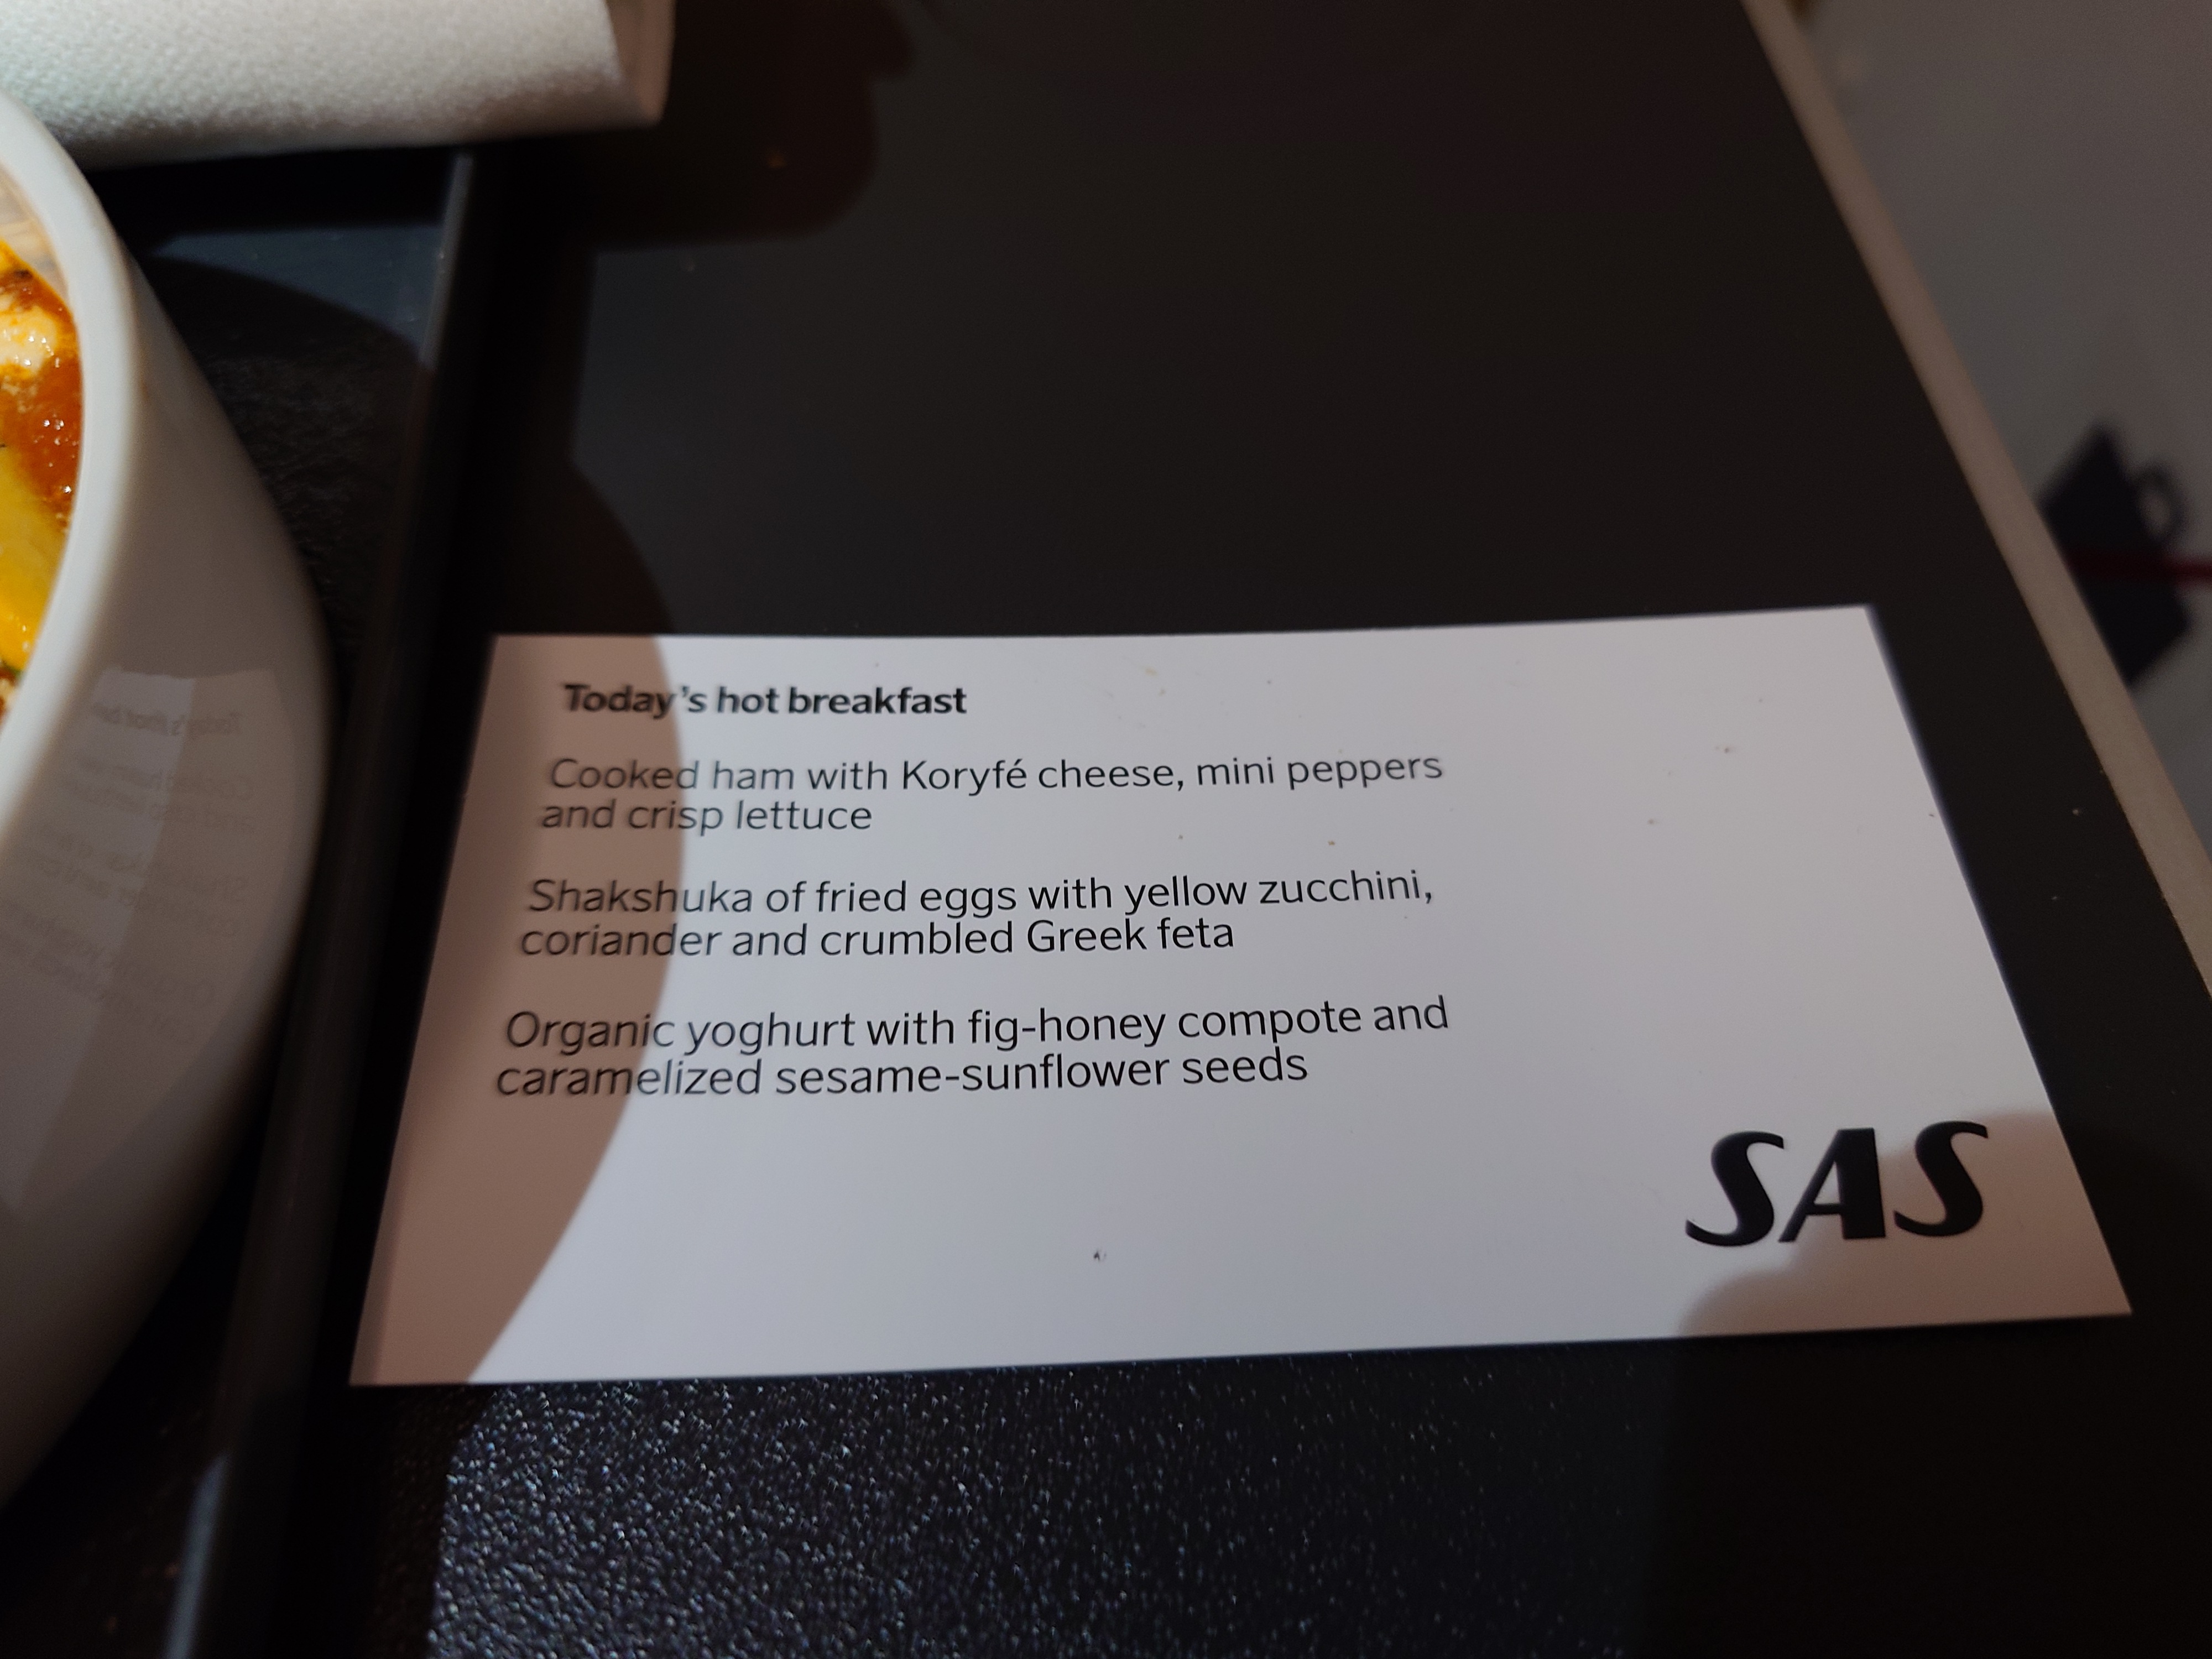 Today's hot breakfast
Cooked ham with Koryfé cheese, mini peppers
and crisp lettuce
Shakshuka of fried eggs with yellow zucchini,
coriander and crumbled Greek feta
Organic yoghurt with fig-honey compote and
caramelized sesame-sunflower seeds
SAS